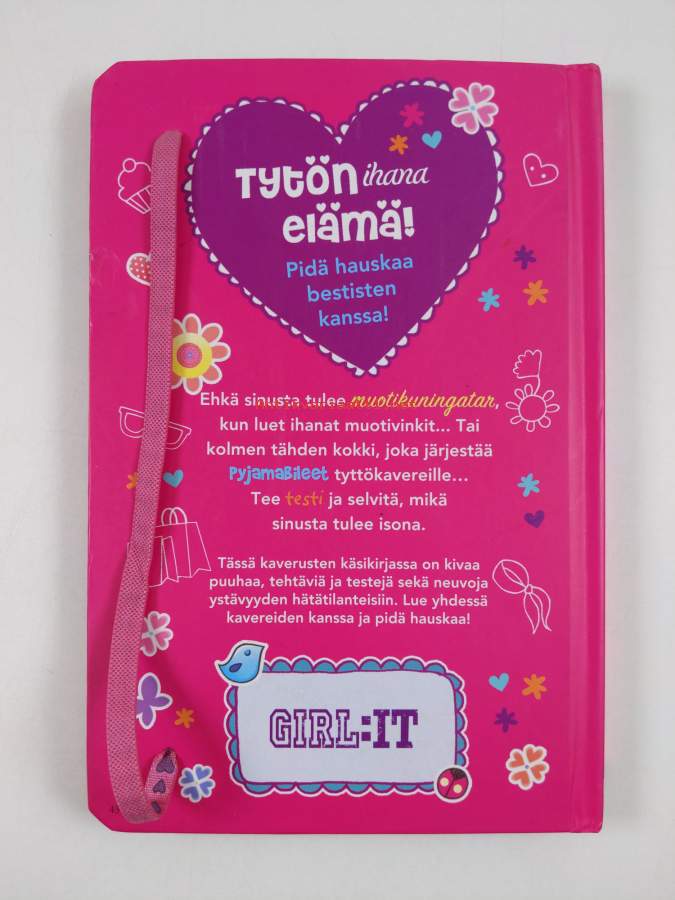 Tytön ihana
elämä!
Pidä hauskaa
bestisten
kanssa!
Ehkä sinusta tulee muotikuningatar,
kun luet ihanat muotivinkit... Tai
kolmen tähden kokki, joka järjestää
Pyjamabileet tyttökavereille...
Tee testi ja selvitä, mikä
sinusta tulee isona.
Tässä kaverusten käsikirjassa on kivaa
puuhaa, tehtäviä ja testejä sekä neuvoja
ystävyyden hätätilanteisiin. Lue yhdessä
kavereiden kanssa ja pidä hauskaa!
GIRL:IT